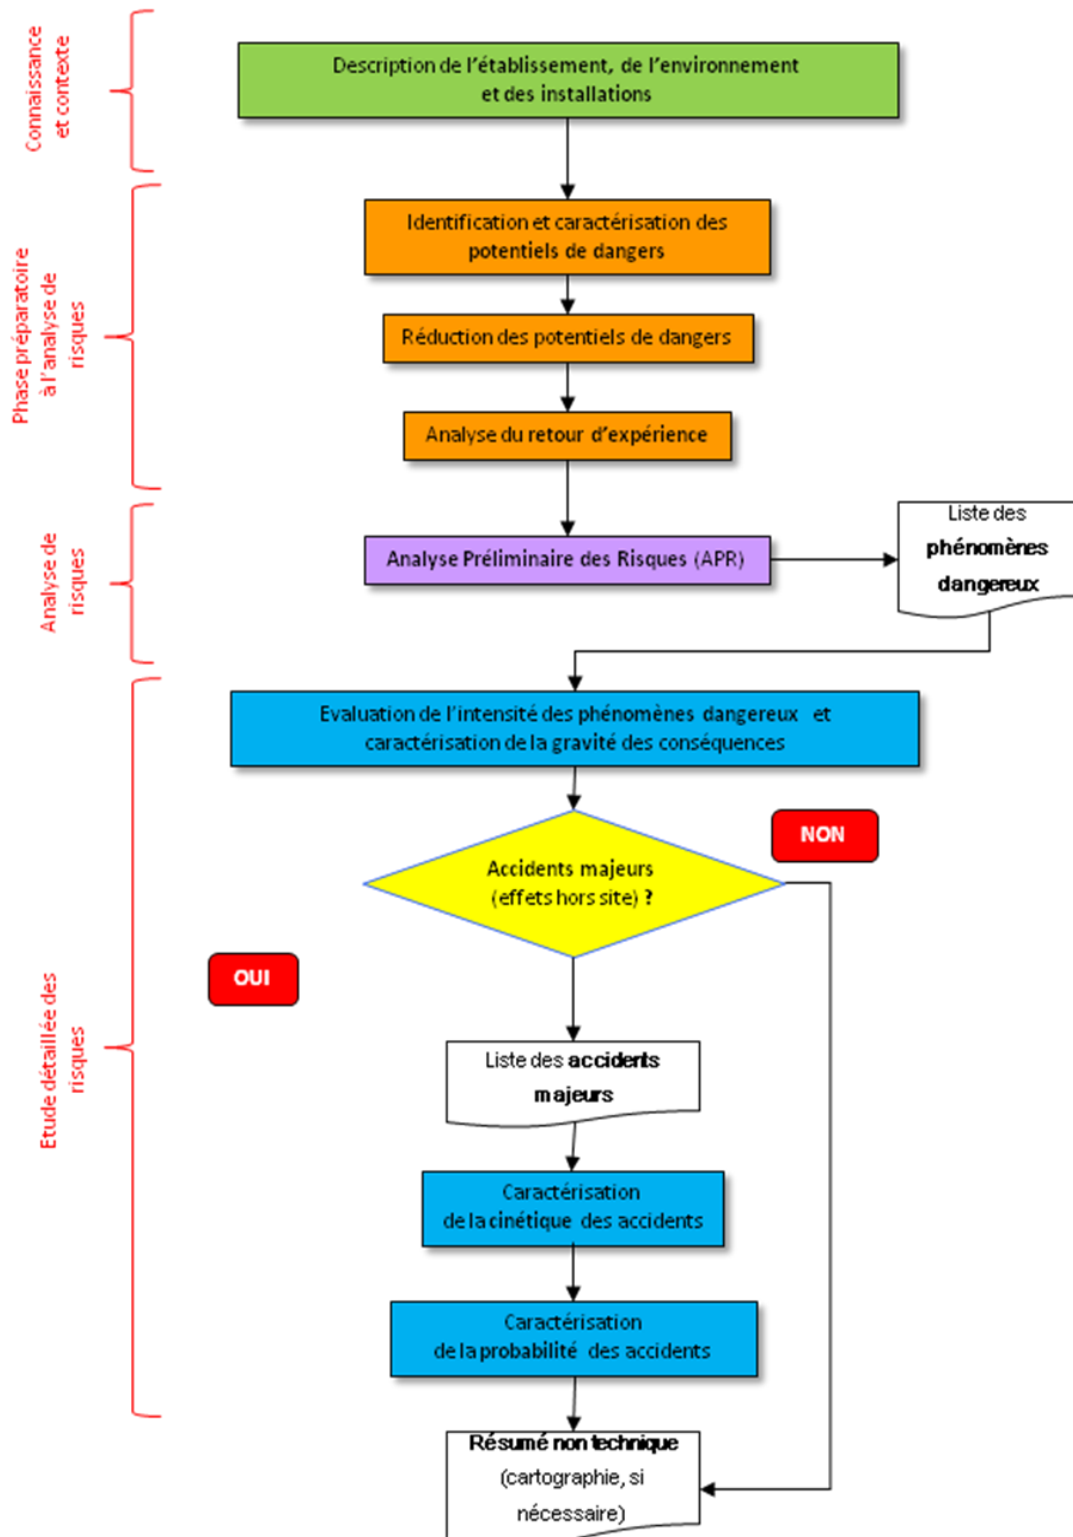 Connaissance
et contexte
Description de l'établissement, de l'environnement
et des installations
Phase préparatoire
à l'analyse de
risques
Identification et caractérisation des
potentiels de dangers
Réduction des potentiels de dangers
Analyse du retour d'expérience
Analyse de
risques
Analyse Préliminaire des Risques (APR)
Liste des
phénomènes
dangereux
Etude détaillée des
risques
Evaluation de l'intensité des phénomènes dangereux et
caractérisation de la gravité des conséquences
Accidents majeurs
(effets hors site) ?
NON
OUI
Liste des accidents
majeurs
Caractérisation
de la cinétique des accidents
Caractérisation
de la probabilité des accidents
Résumé non technique
(cartographie, si
nécessaire)